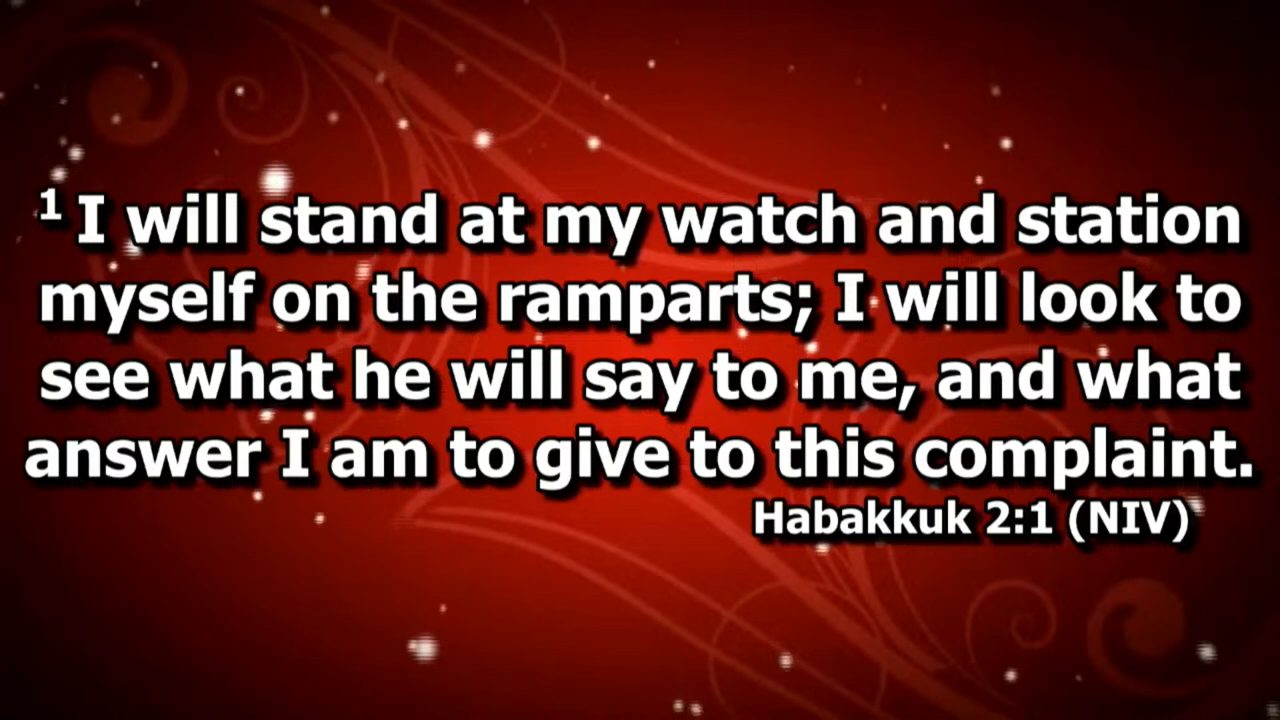 ¹ I will stand at my watch and station
myself on the ramparts; I will look to
see what he will say to me, and what
answer I am to give to this complaint.
Habakkuk 2:1 (NIV)